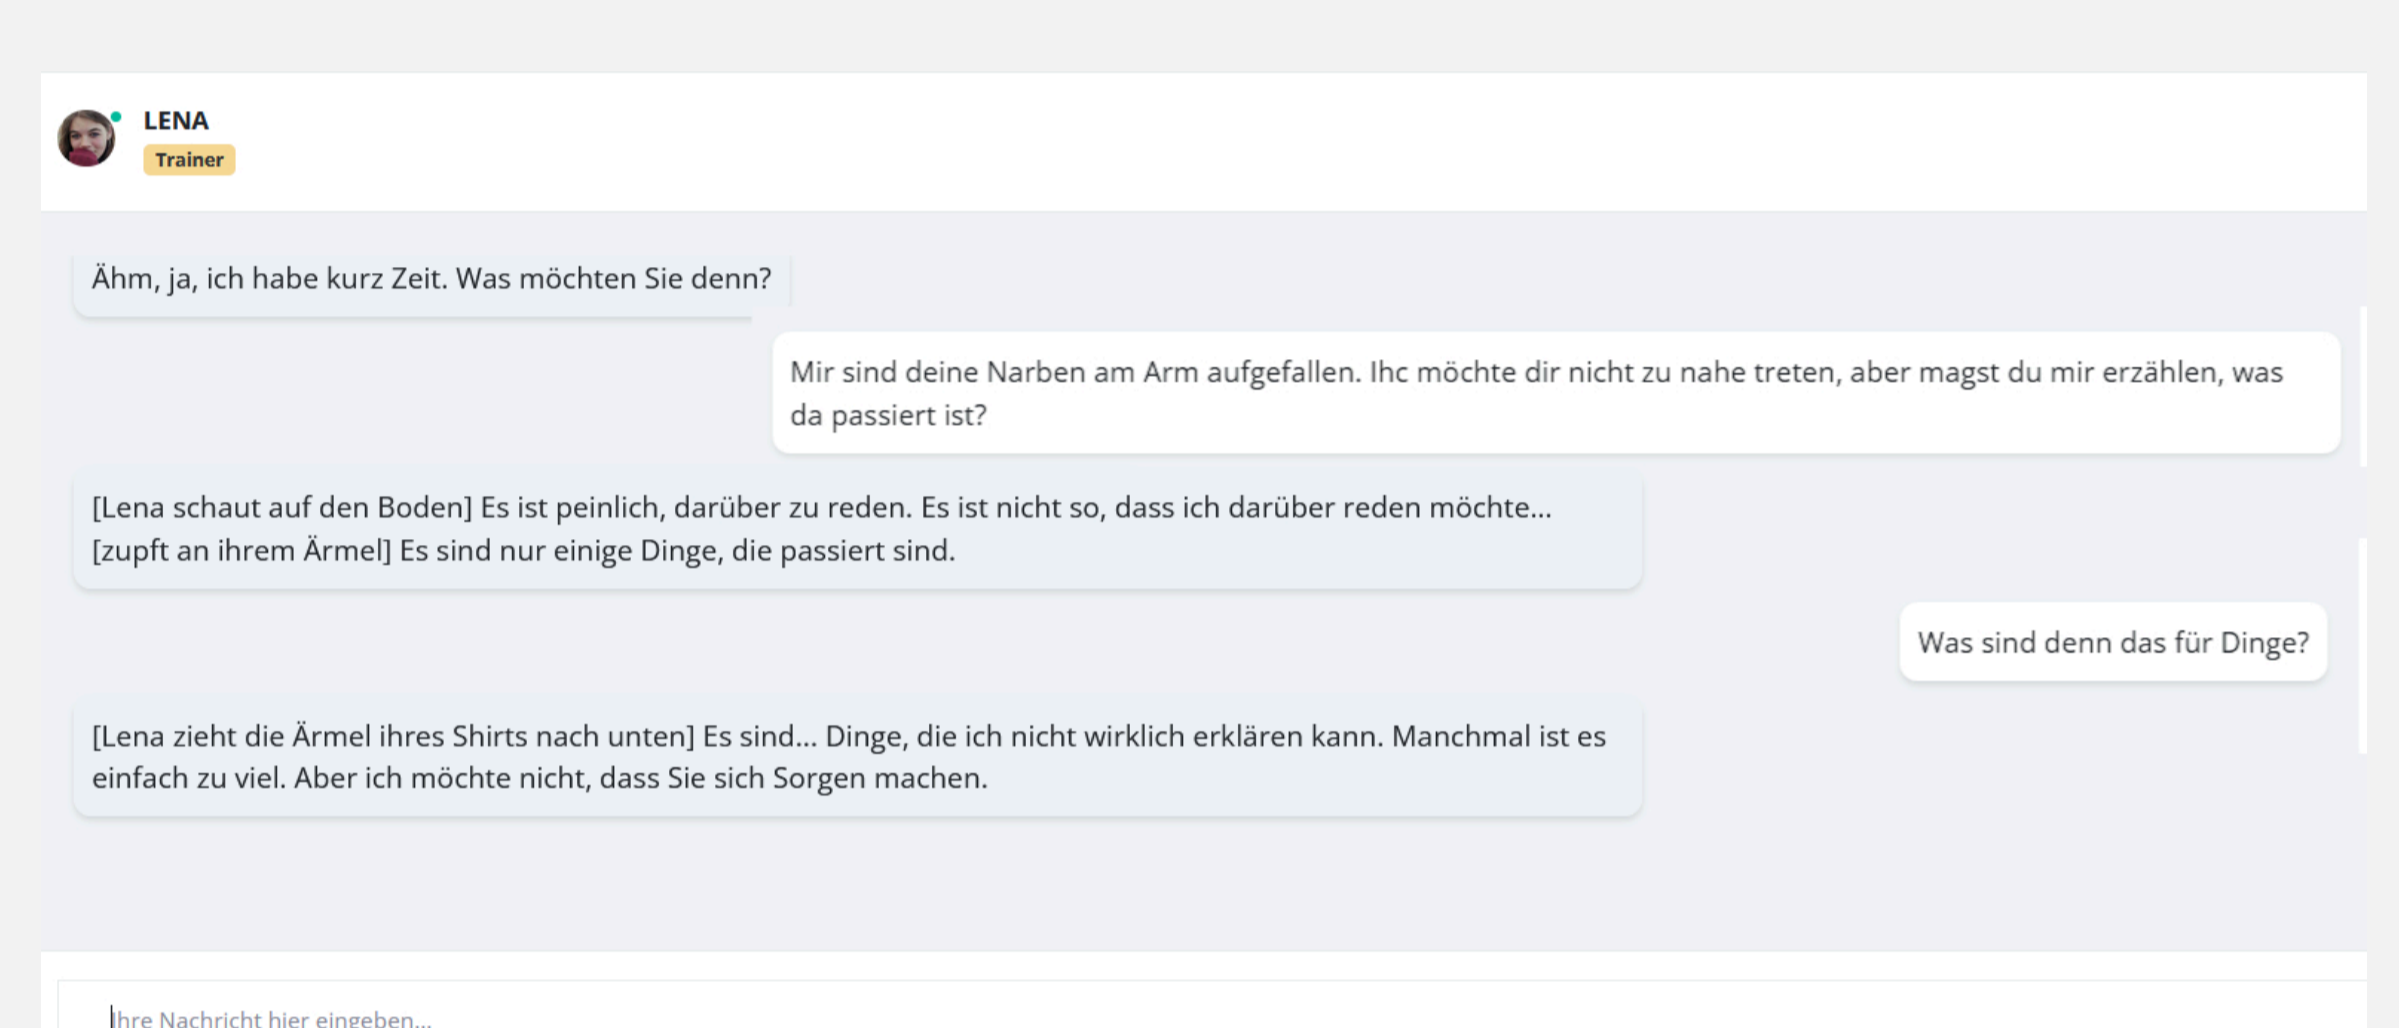 LENA
Trainer
Ähm, ja, ich habe kurz Zeit. Was möchten Sie denn?
Mir sind deine Narben am Arm aufgefallen. Ihc möchte dir nicht zu nahe treten, aber magst du mir erzählen, was
da passiert ist?
[Lena schaut auf den Boden] Es ist peinlich, darüber zu reden. Es ist nicht so, dass ich darüber reden möchte...
[zupft an ihrem Ärmel] Es sind nur einige Dinge, die passiert sind.
Was sind denn das für Dinge?
[Lena zieht die Ärmel ihres Shirts nach unten] Es sind... Dinge, die ich nicht wirklich erklären kann. Manchmal ist es
einfach zu viel. Aber ich möchte nicht, dass Sie sich Sorgen machen.
Ihre Nachricht hier eingeben...